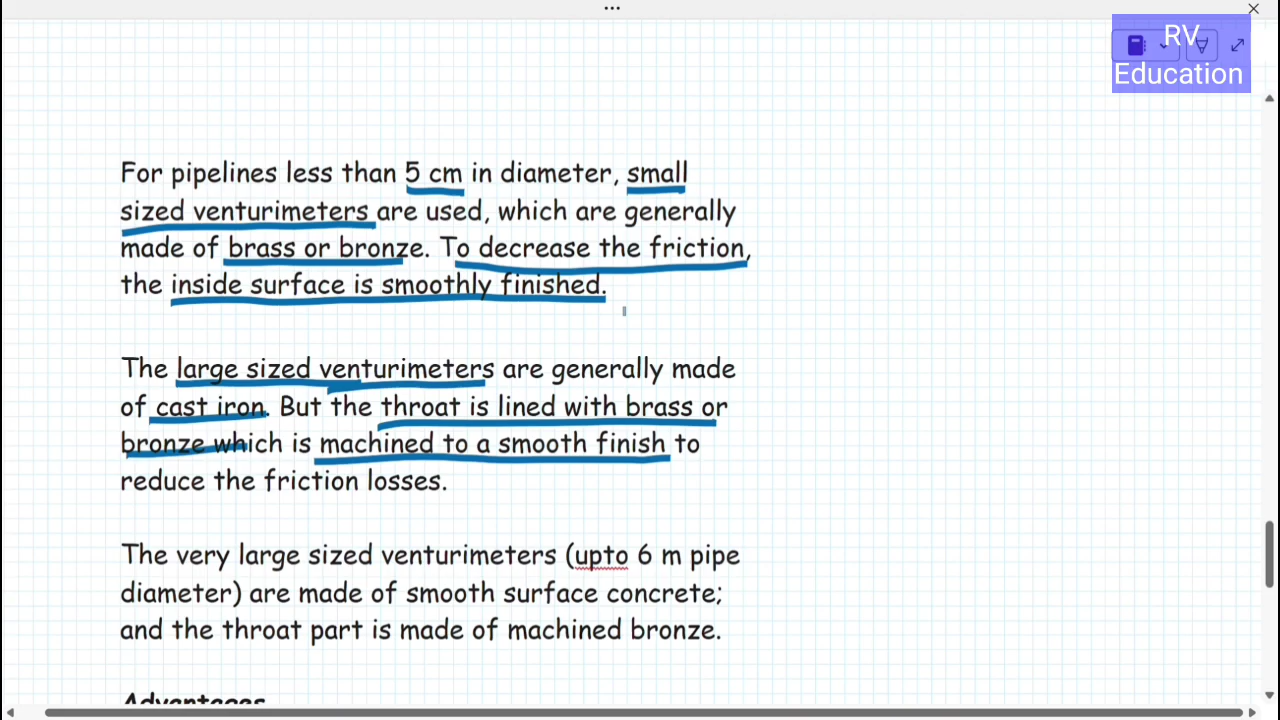 RV
Education
For pipelines less than 5 cm in diameter, small
sized venturimeters are used, which are generally
made of brass or bronze. To decrease the friction,
the inside surface is smoothly finished.
The large sized venturimeters are generally made
of cast iron. But the throat is lined with brass or
bronze which is machined to a smooth finish to
reduce the friction losses.
The very large sized venturimeters (upto 6 m pipe
diameter) are made of smooth surface concrete;
and the throat part is made of machined bronze.
Advantages